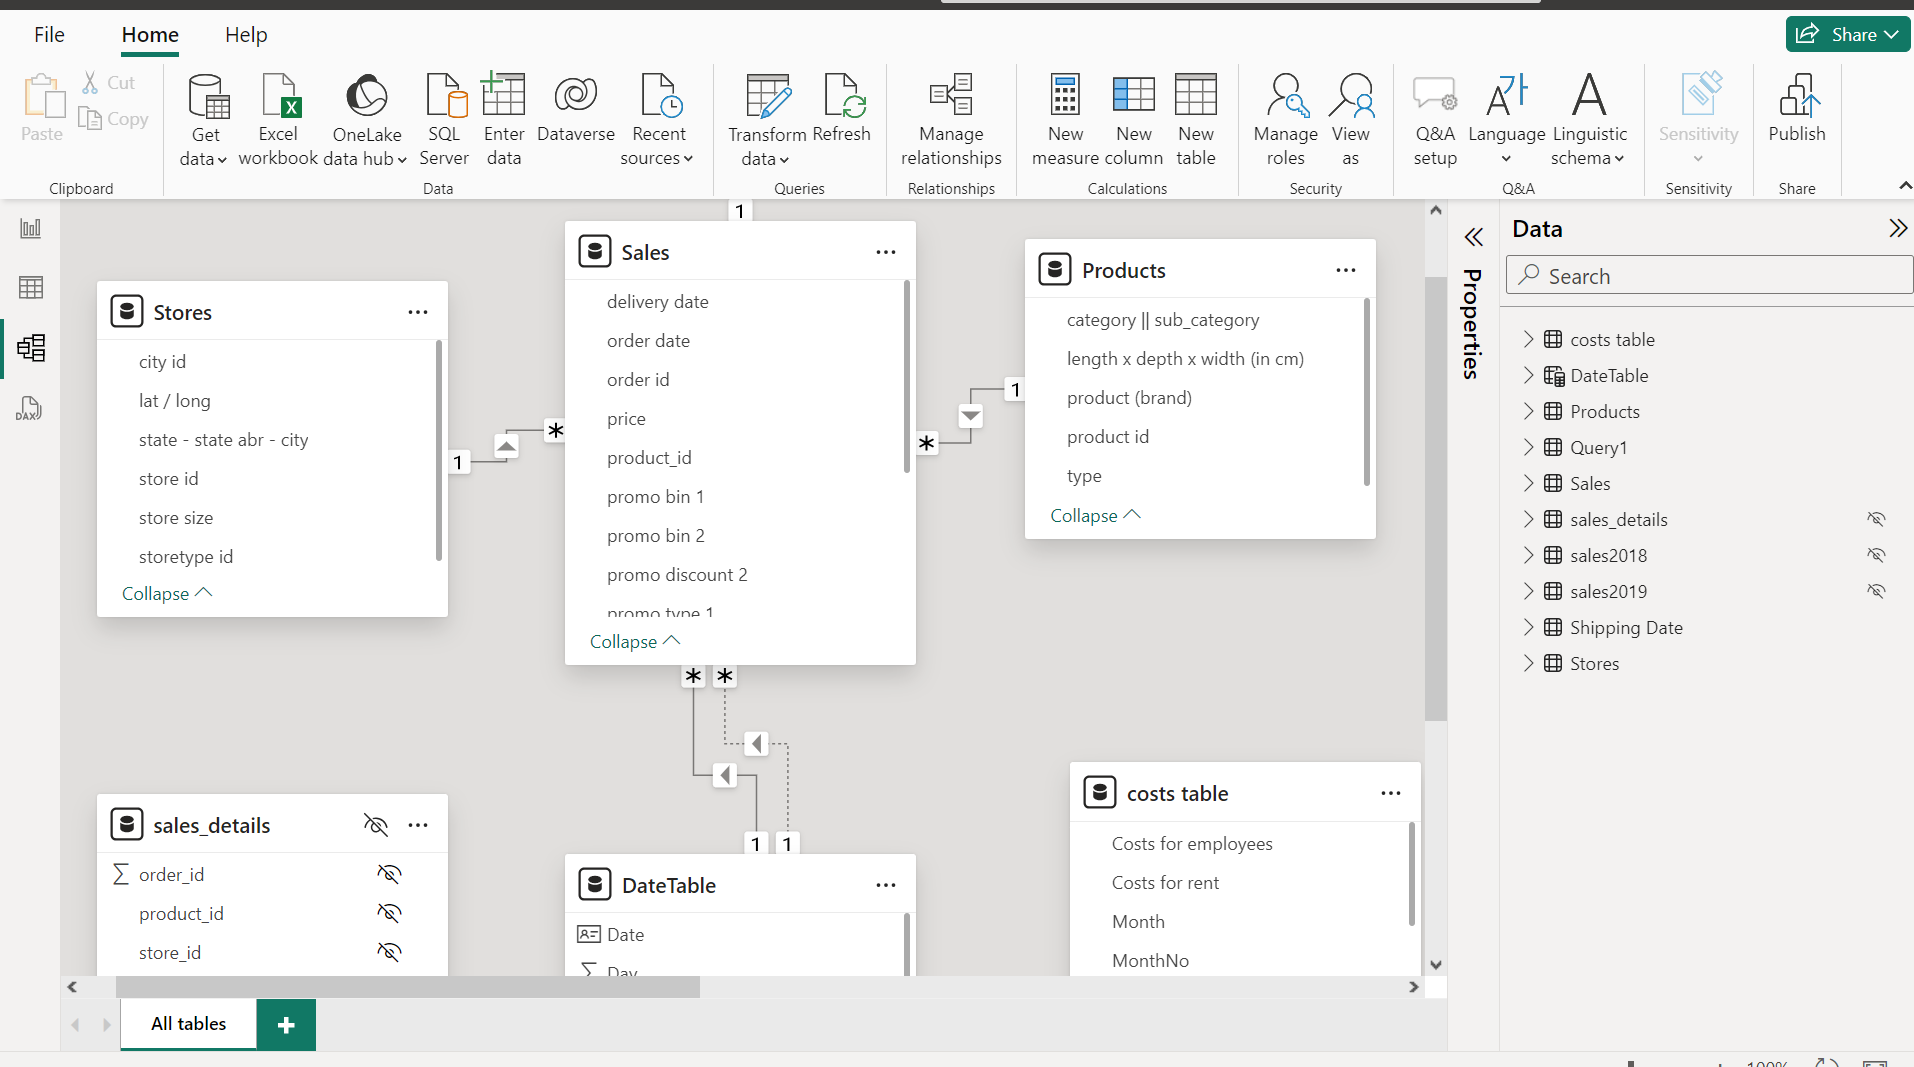 File
Home
Help
Share
Paste
Cut
Copy
Clipboard
Get
data
Excel
workbook
OneLake
data hub
SQL
Server
Enter
data
Dataverse
Recent
sources
Data
Transform
data
Refresh
Queries
Manage
relationships
Relationships
New
measure
New
column
New
table
Calculations
Manage
roles
View
as
Security
Q&A
setup
Language
Linguistic
schema
Q&A
Sensitivity
Sensitivity
Publish
Share
DAX
1
Stores
city id
lat / long
state - state abr - city
store id
store size
storetype id
Collapse
1
*
Sales
delivery date
order date
order id
price
product_id
promo bin 1
promo bin 2
promo discount 2
promo type 1
Collapse
*
1
Products
category || sub_category
length x depth x width (in cm)
product (brand)
product id
type
Collapse
* *
1 1
sales_details
order_id
product_id
store_id
DateTable
Date
Day
costs table
Costs for employees
Costs for rent
Month
MonthNo
All tables
+
Properties
Data
Search
costs table
DateTable
Products
Query1
Sales
sales_details
sales2018
sales2019
Shipping Date
Stores
100%